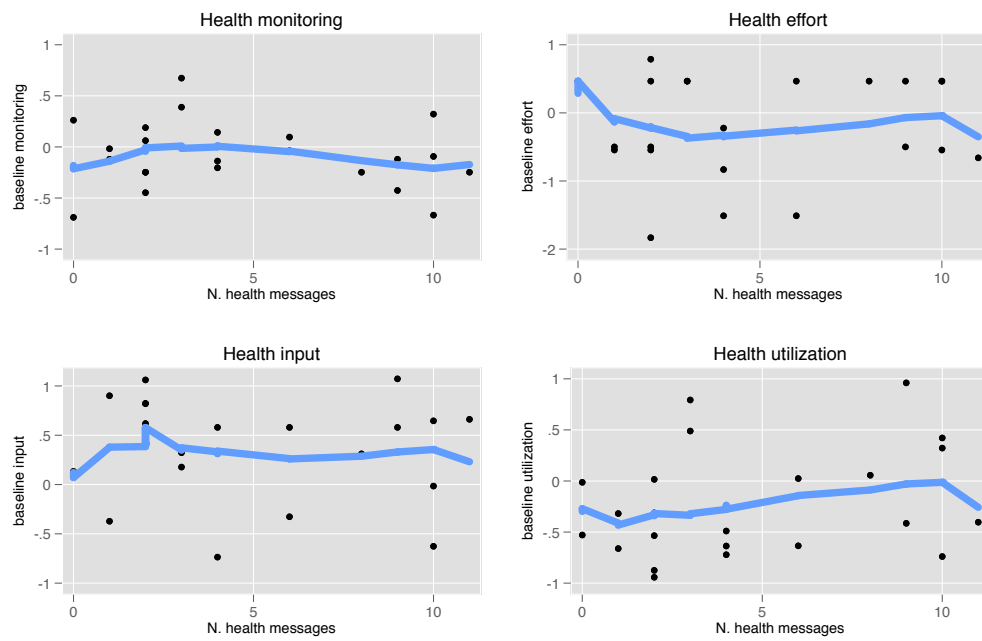 Health monitoring
1
.5
0
-.5
-1
baseline monitoring
0
5
10
N. health messages
Health effort
1
0
-1
-2
baseline effort
0
5
10
N. health messages
Health input
1
.5
0
-.5
-1
baseline input
0
5
10
N. health messages
Health utilization
1
.5
0
-.5
-1
baseline utilization
0
5
10
N. health messages